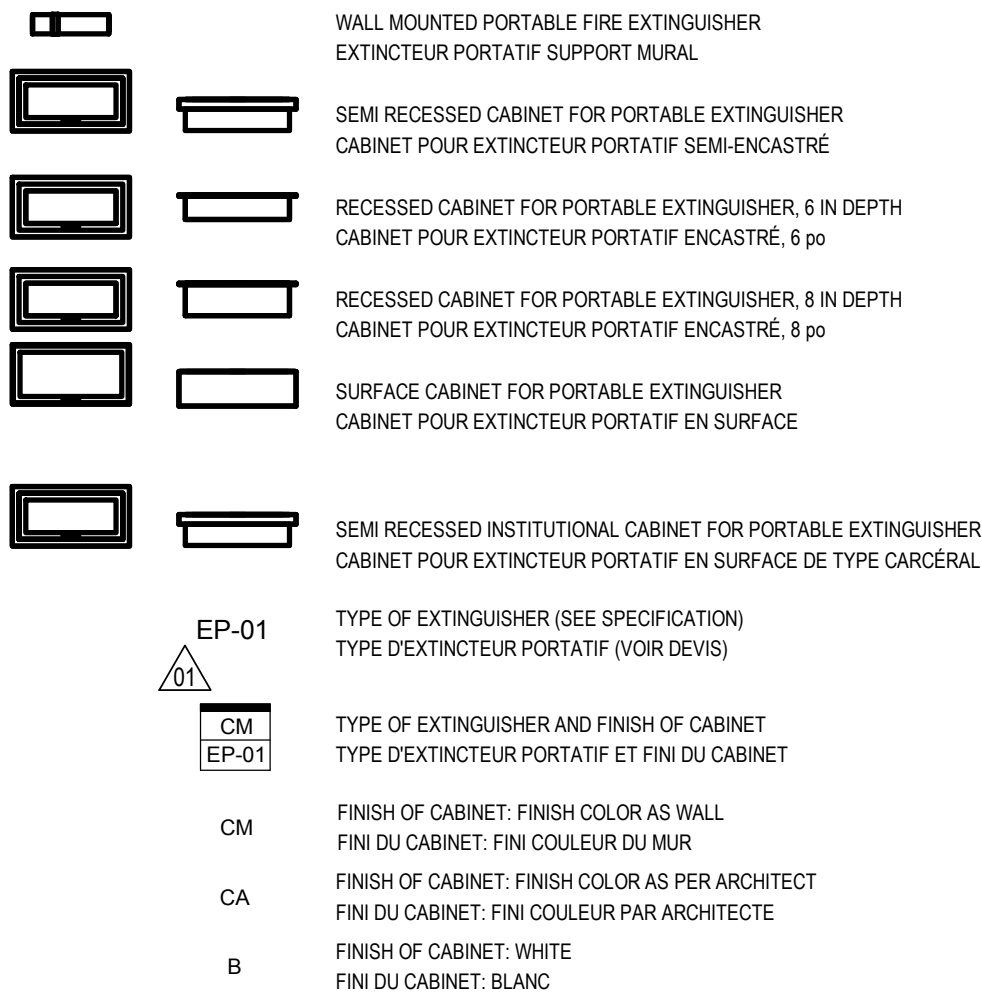 WALL MOUNTED PORTABLE FIRE EXTINGUISHER
EXTINCTEUR PORTATIF SUPPORT MURAL
SEMI RECESSED CABINET FOR PORTABLE EXTINGUISHER
CABINET POUR EXTINCTEUR PORTATIF SEMI-ENCASTRÉ
RECESSED CABINET FOR PORTABLE EXTINGUISHER, 6 IN DEPTH
CABINET POUR EXTINCTEUR PORTATIF ENCASTRÉ, 6 po
RECESSED CABINET FOR PORTABLE EXTINGUISHER, 8 IN DEPTH
CABINET POUR EXTINCTEUR PORTATIF ENCASTRÉ, 8 po
SURFACE CABINET FOR PORTABLE EXTINGUISHER
CABINET POUR EXTINCTEUR PORTATIF EN SURFACE
SEMI RECESSED INSTITUTIONAL CABINET FOR PORTABLE EXTINGUISHER
CABINET POUR EXTINCTEUR PORTATIF EN SURFACE DE TYPE CARCÉRAL
EP-01
TYPE OF EXTINGUISHER (SEE SPECIFICATION)
TYPE D'EXTINCTEUR PORTATIF (VOIR DEVIS)
01
CM
EP-01
TYPE OF EXTINGUISHER AND FINISH OF CABINET
TYPE D'EXTINCTEUR PORTATIF ET FINI DU CABINET
CM
FINISH OF CABINET: FINISH COLOR AS WALL
FINI DU CABINET: FINI COULEUR DU MUR
CA
FINISH OF CABINET: FINISH COLOR AS PER ARCHITECT
FINI DU CABINET: FINI COULEUR PAR ARCHITECTE
B
FINISH OF CABINET: WHITE
FINI DU CABINET: BLANC